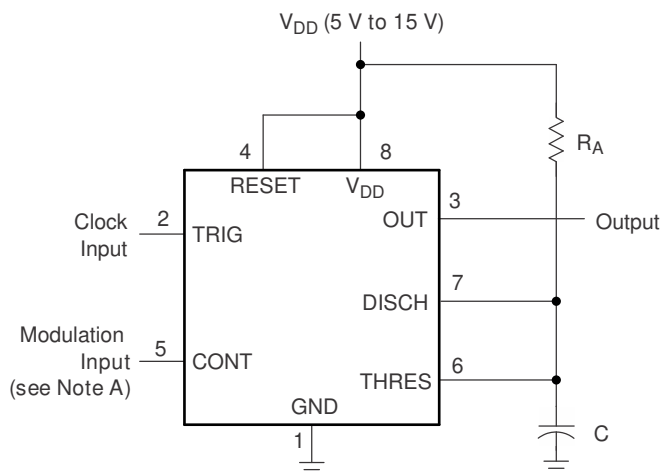 V_DD (5 V to 15 V)
4
8
RESET
V_DD
R_A
Clock
Input
2
TRIG
OUT
3
Output
DISCH
7
Modulation
Input
(see Note A)
5
CONT
THRES
6
GND
1
C